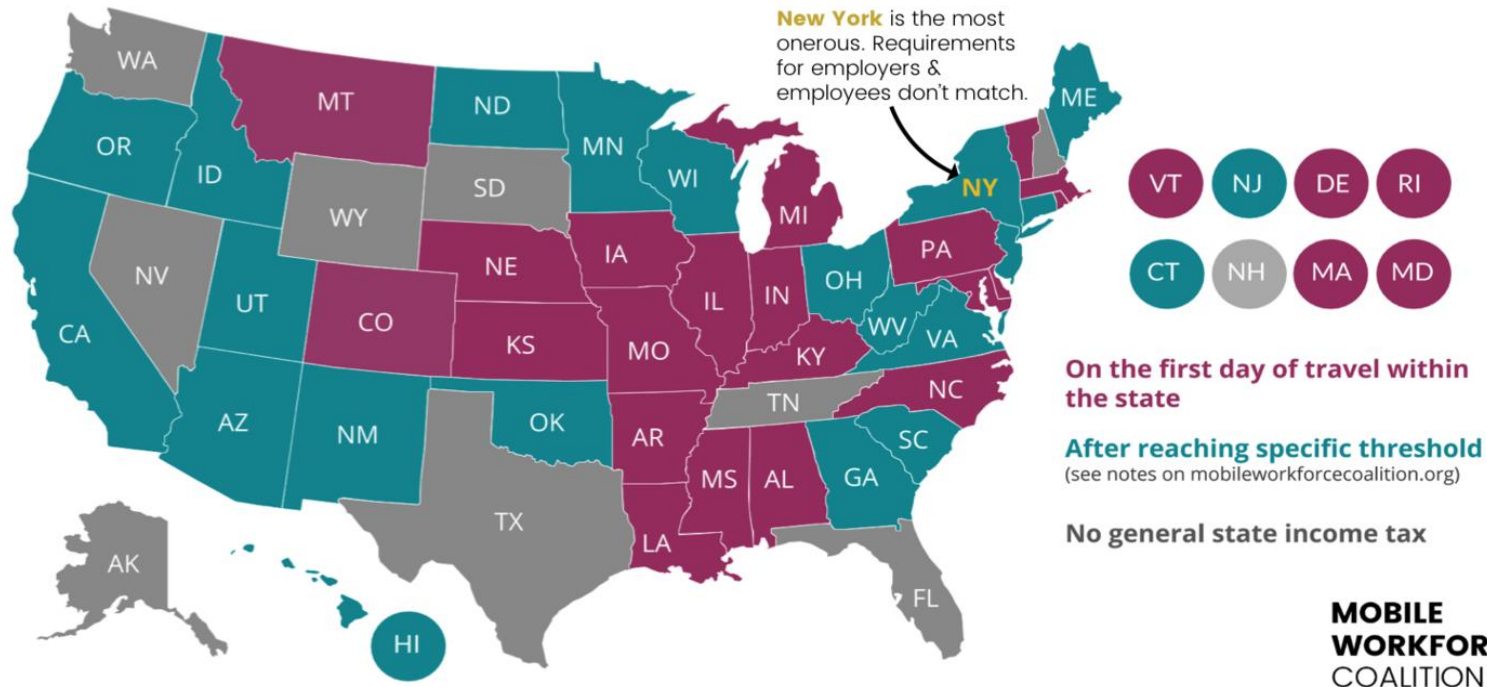 New York is the most
onerous. Requirements
for employers &
employees don't match.
WA
MT
ND
MN
ME
OR
ID
SD
WI
NY
WY
MI
VT
NJ
DE
RI
NE
IA
PA
NV
UT
IL
IN
OH
CT
NH
MA
MD
CA
CO
KS
MO
WV
VA
KY
On the first day of travel within
the state
NC
TN
AZ
NM
OK
AR
SC
After reaching specific threshold
(see notes on mobileworkforcecoalition.org)
MS
AL
GA
TX
LA
No general state income tax
AK
FL
HI
MOBILE
WORKFOR
COALITION